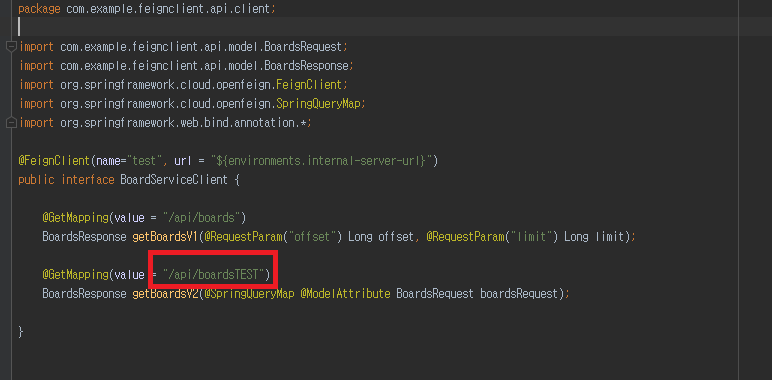 package com.example.feignclient.api.client;
import com.example.feignclient.api.model.BoardsRequest;
import com.example.feignclient.api.model.BoardsResponse;
import org.springframework.cloud.openfeign.FeignClient;
import org.springframework.cloud.openfeign.SpringQueryMap;
import org.springframework.web.bind.annotation.*;
@FeignClient(name="test", url = "${environments.internal-server-url}")
public interface BoardServiceClient {
@GetMapping(value = "/api/boards")
BoardsResponse getBoardsV1(@RequestParam("offset") Long offset, @RequestParam("limit") Long limit);
@GetMapping(value = "/api/boardsTEST")
BoardsResponse getBoardsV2(@SpringQueryMap @ModelAttribute BoardsRequest boardsRequest);
}